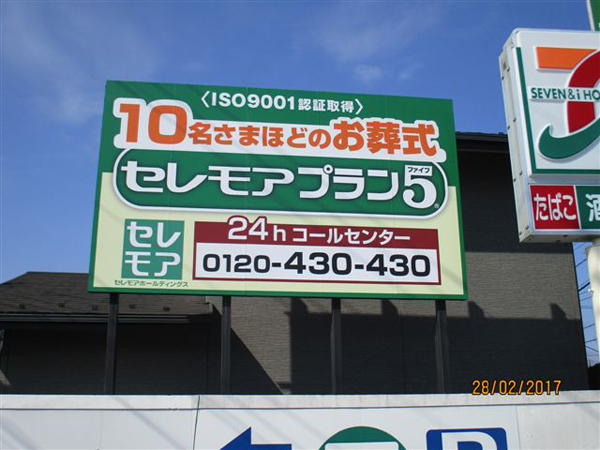 〈ISO9001認証取得〉
10名さまほどのお葬式
セレモアプラン5
ファイブ
®
セレモア
セレモアホールディングス
24hコールセンター
0120-430-430
SEVEN&i HO
たばこ
酒
28/02/2017
P